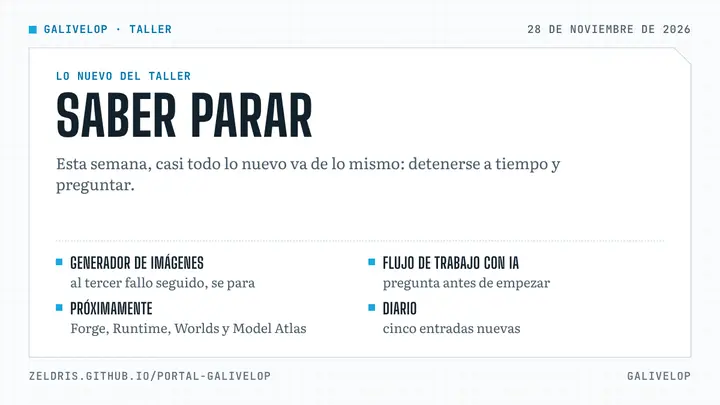 GALIVELOP · TALLER
28 DE NOVIEMBRE DE 2026
LO NUEVO DEL TALLER
SABER PARAR
Esta semana, casi todo lo nuevo va de lo mismo: detenerse a tiempo y
preguntar.
GENERADOR DE IMÁGENES
al tercer fallo seguido, se para
FLUJO DE TRABAJO CON IA
pregunta antes de empezar
PRÓXIMAMENTE
Forge, Runtime, Worlds y Model Atlas
DIARIO
cinco entradas nuevas
ZELDRIS.GITHUB.IO/PORTAL-GALIVELOP
GALIVELOP